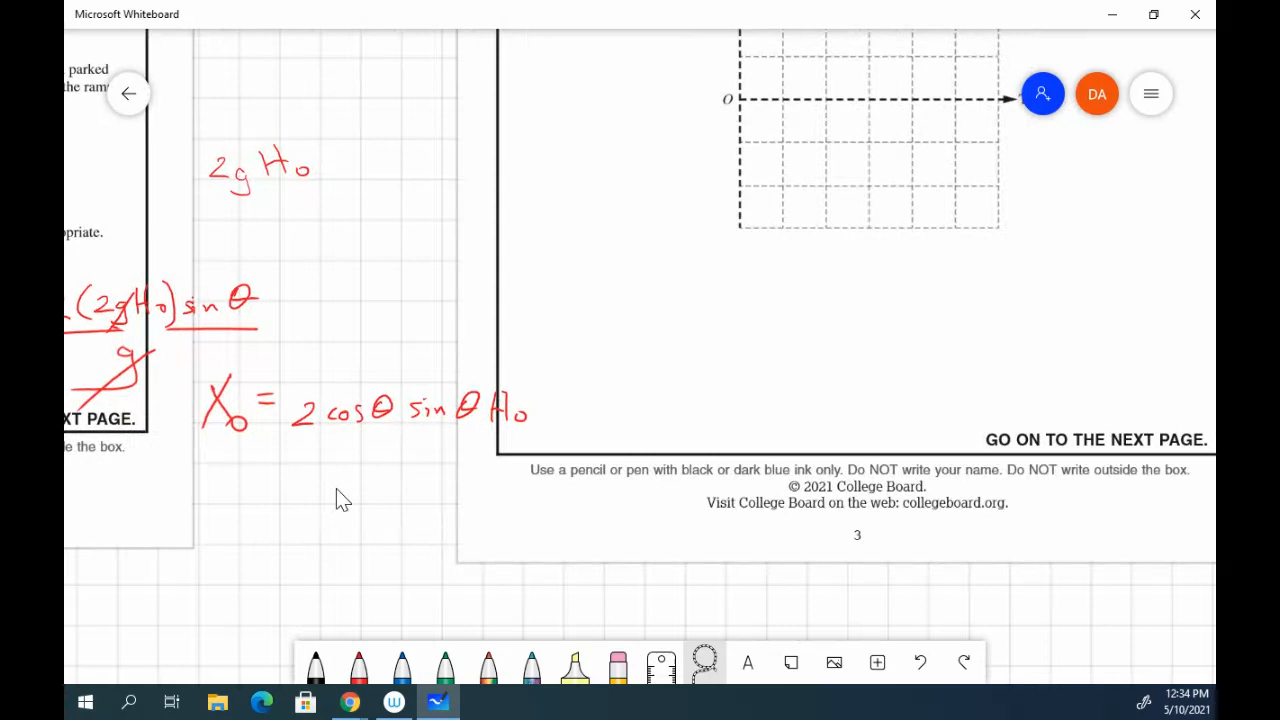 Microsoft Whiteboard
parked
the ram
DA
O
2gH₀
opriate.
(2gH₀) sin θ
g
X₀ = 2 cos θ sin θ H₀
XT PAGE.
GO ON TO THE NEXT PAGE.
e the box.
Use a pencil or pen with black or dark blue ink only. Do NOT write your name. Do NOT write outside the box.
© 2021 College Board.
Visit College Board on the web: collegeboard.org.
3
A
12:34 PM
5/10/2021